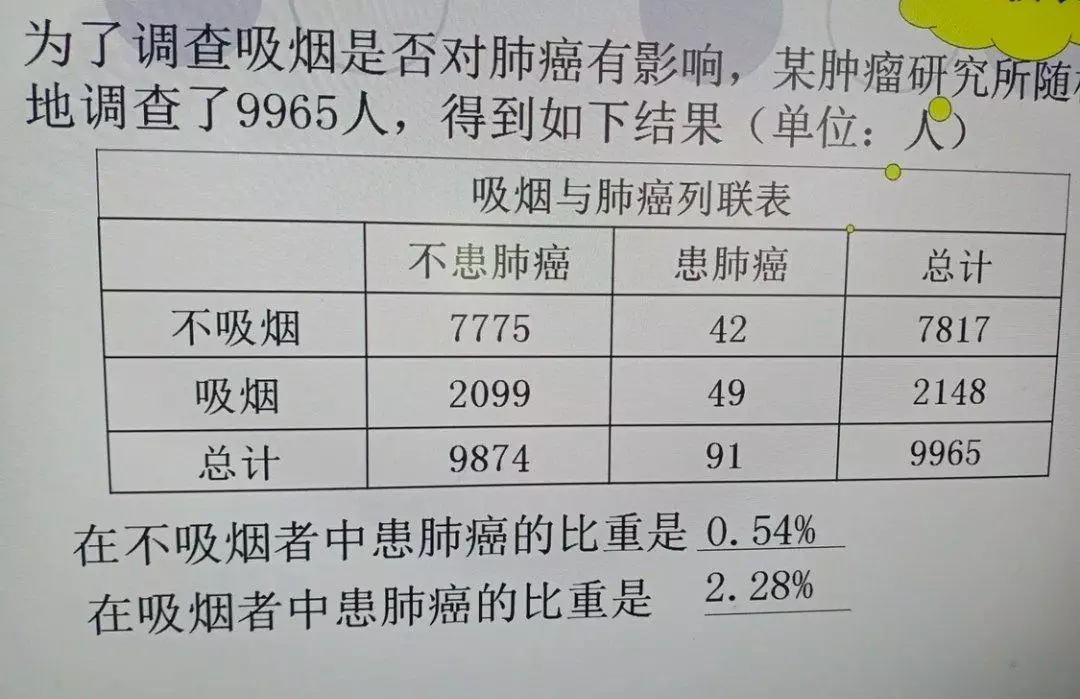 为了调查吸烟是否对肺癌有影响，某肿瘤研究所随
地调查了9965人，得到如下结果（单位：人）
吸烟与肺癌列联表
不患肺癌 患肺癌 总计
不吸烟 7775 42 7817
吸烟 2099 49 2148
总计 9874 91 9965
在不吸烟者中患肺癌的比重是 0.54%
在吸烟者中患肺癌的比重是 2.28%